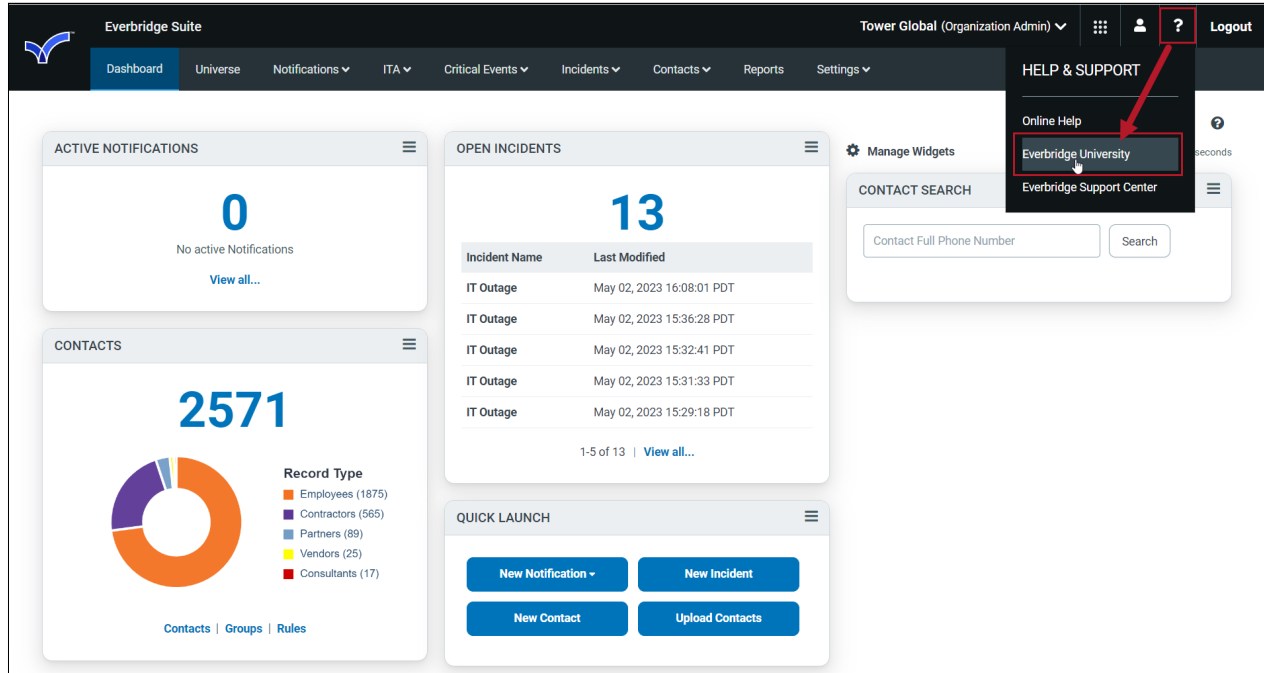 Everbridge Suite
Tower Global (Organization Admin)
?
Logout
Dashboard
Universe
Notifications
ITA
Critical Events
Incidents
Contacts
Reports
Settings
HELP & SUPPORT
Online Help
Everbridge University
Everbridge Support Center
?
seconds
Manage Widgets
ACTIVE NOTIFICATIONS
0
No active Notifications
View all...
OPEN INCIDENTS
13
Incident Name Last Modified
IT Outage May 02, 2023 16:08:01 PDT
IT Outage May 02, 2023 15:36:28 PDT
IT Outage May 02, 2023 15:32:41 PDT
IT Outage May 02, 2023 15:31:33 PDT
IT Outage May 02, 2023 15:29:18 PDT
1-5 of 13 | View all...
CONTACT SEARCH
Contact Full Phone Number
Search
CONTACTS
2571
Record Type
Employees (1875)
Contractors (565)
Partners (89)
Vendors (25)
Consultants (17)
Contacts | Groups | Rules
QUICK LAUNCH
New Notification
New Incident
New Contact
Upload Contacts